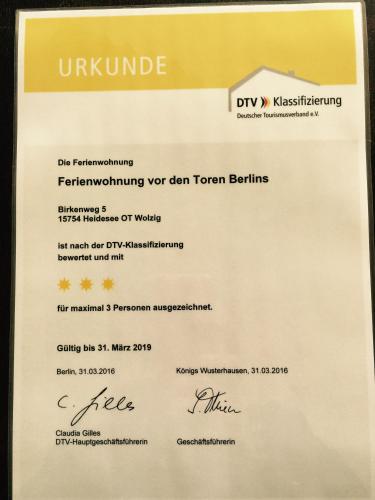 URKUNDE
DTV Klassifizierung
Deutscher Tourismusverband e.V.
Die Ferienwohnung
Ferienwohnung vor den Toren Berlins
Birkenweg 5
15754 Heidesee OT Wolzig
ist nach der DTV-Klassifizierung
bewertet und mit
für maximal 3 Personen ausgezeichnet.
Gültig bis 31. März 2019
Berlin, 31.03.2016 Königs Wusterhausen, 31.03.2016
C. Gilles
Claudia Gilles
DTV-Hauptgeschäftsführerin Geschäftsführerin